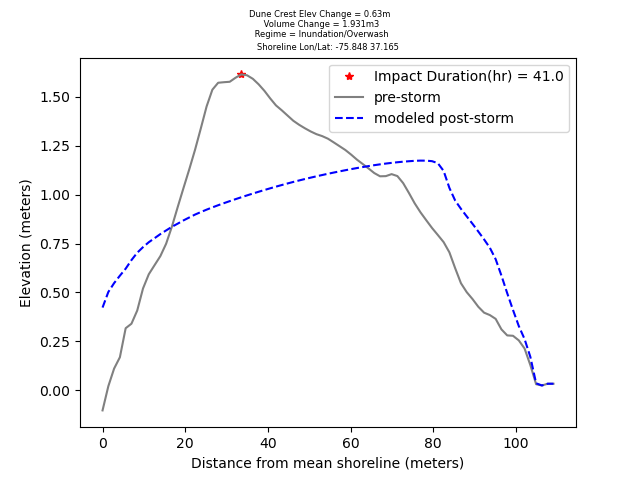 Dune Crest Elev Change = 0.63m
Volume Change = 1.931m3
Regime = Inundation/Overwash
Shoreline Lon/Lat: -75.848 37.165
Impact Duration(hr) = 41.0
pre-storm
modeled post-storm
Elevation (meters)
1.50
1.25
1.00
0.75
0.50
0.25
0.00
0 20 40 60 80 100
Distance from mean shoreline (meters)